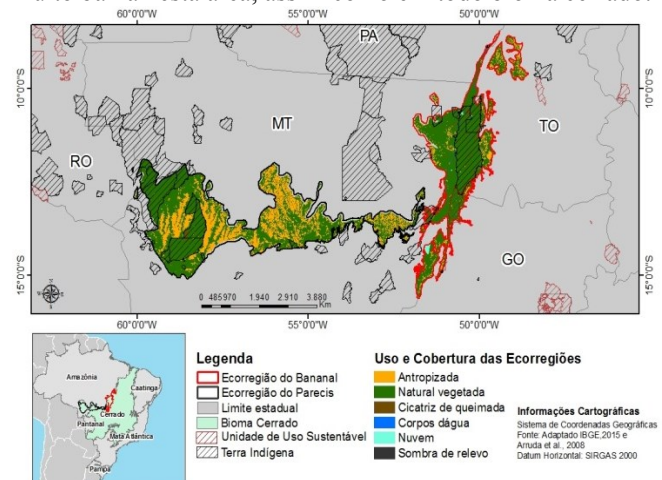 60°0'0"W 55°0'0"W 50°0'0"W
PA
10°0'0"S 10°0'0"S
MT TO
RO
GO
15°0'0"S 15°0'0"S
0 485970 1.940 2.910 3.880
Km
60°0'0"W 55°0'0"W 50°0'0"W
Amazônia
Caatinga
Cerrado
Pantanal
Mata Atlântica
Pampa
Legenda
Ecorregião do Bananal
Ecorregião do Parecis
Limite estadual
Bioma Cerrado
Unidade de Uso Sustentável
Terra Indígena
Uso e Cobertura das Ecorregiões
Antropizada
Natural vegetada
Cicatriz de queimada
Corpos dágua
Nuvem
Sombra de relevo
Informações Cartográficas
Sistema de Coordenadas Geográficas
Fonte: Adaptado IBGE,2015 e
Arruda et al., 2008
Datum Horizontal: SIRGAS 2000